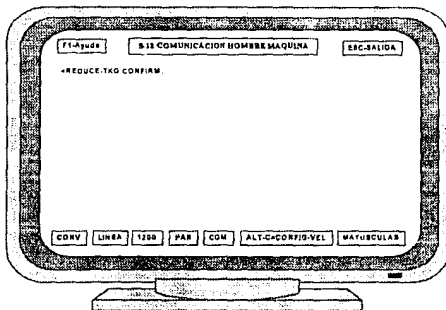 F1-Ayuda S-12 COMUNICACION HOMBRE MAQUINA ESC-SALIDA
<REDUCE-TKG CONFIRM.
CONV LINEA 1200 PAR COM ALT-C=CONFIG-VEL MAYUSCULAS